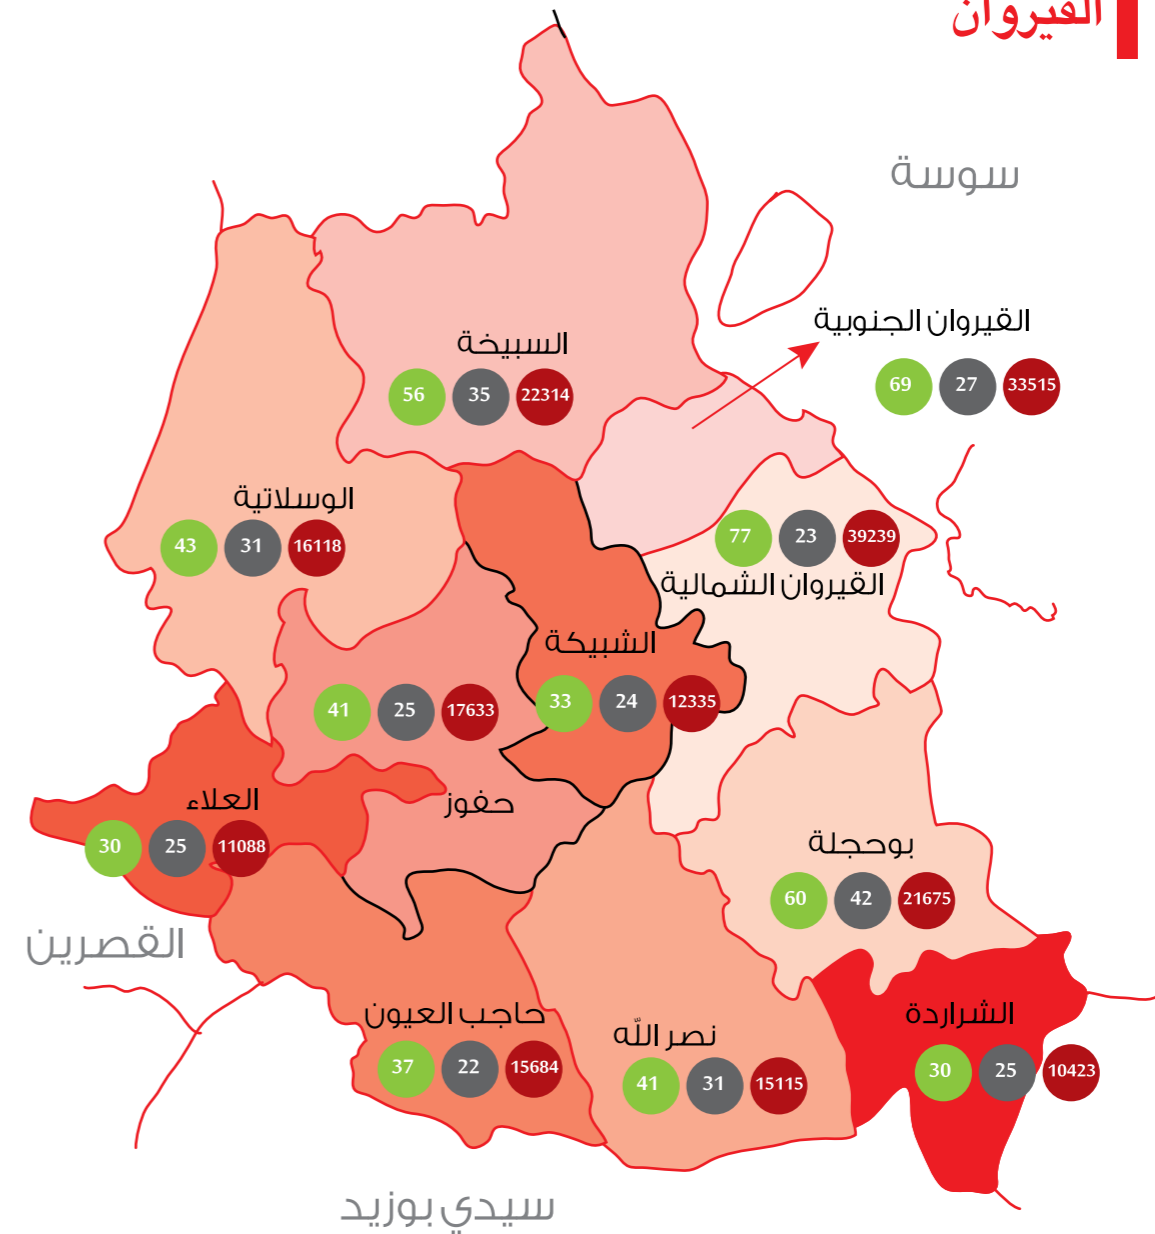 القيروان
سوسة
القيروان الجنوبية
69 27 33515
السبيخة
56 35 22314
الوسلاتية
43 31 16118
77 23 39239
القيروان الشمالية
الشبيكة
33 24 12335
41 25 17633
حفوز
العلاء
30 25 11088
بوحجلة
60 42 21675
القصرين
حاجب العيون
37 22 15684
نصر اللّه
41 31 15115
الشراردة
30 25 10423
سيدي بوزيد